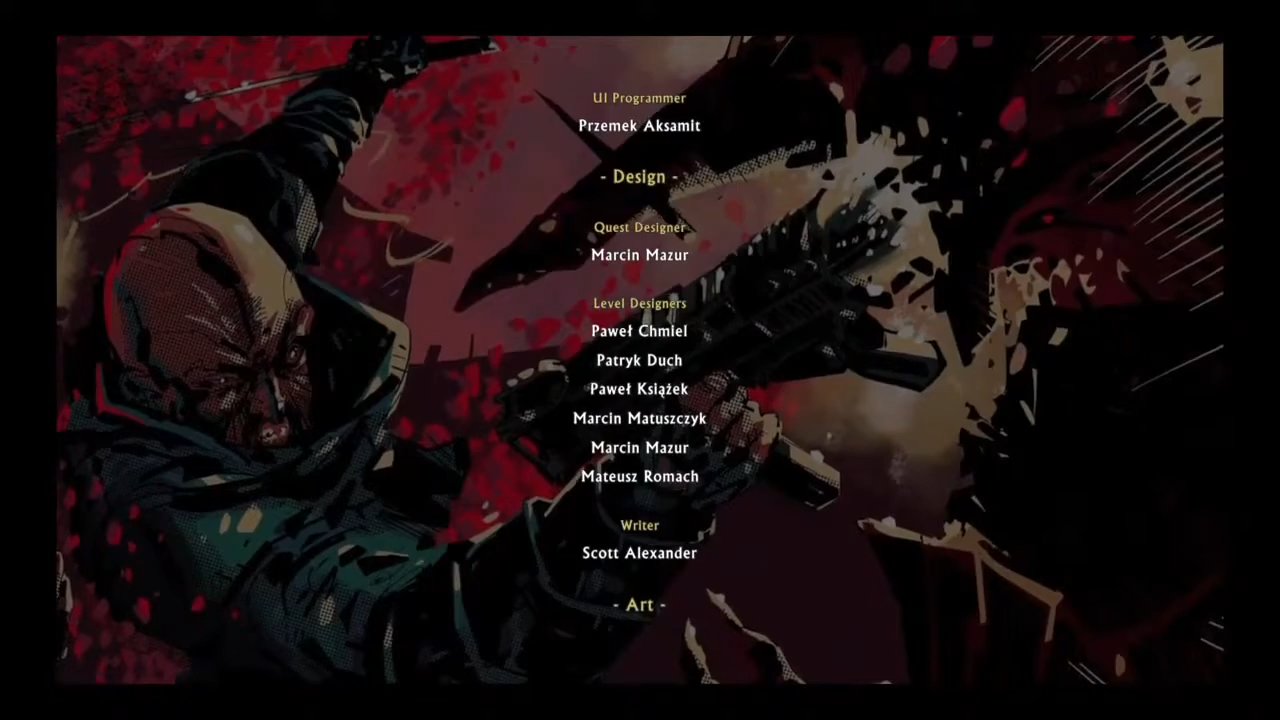 UI Programmer
Przemek Aksamit
- Design -
Quest Designer
Marcin Mazur
Level Designers
Paweł Chmiel
Patryk Duch
Paweł Książek
Marcin Matuszczyk
Marcin Mazur
Mateusz Romach
Writer
Scott Alexander
- Art -